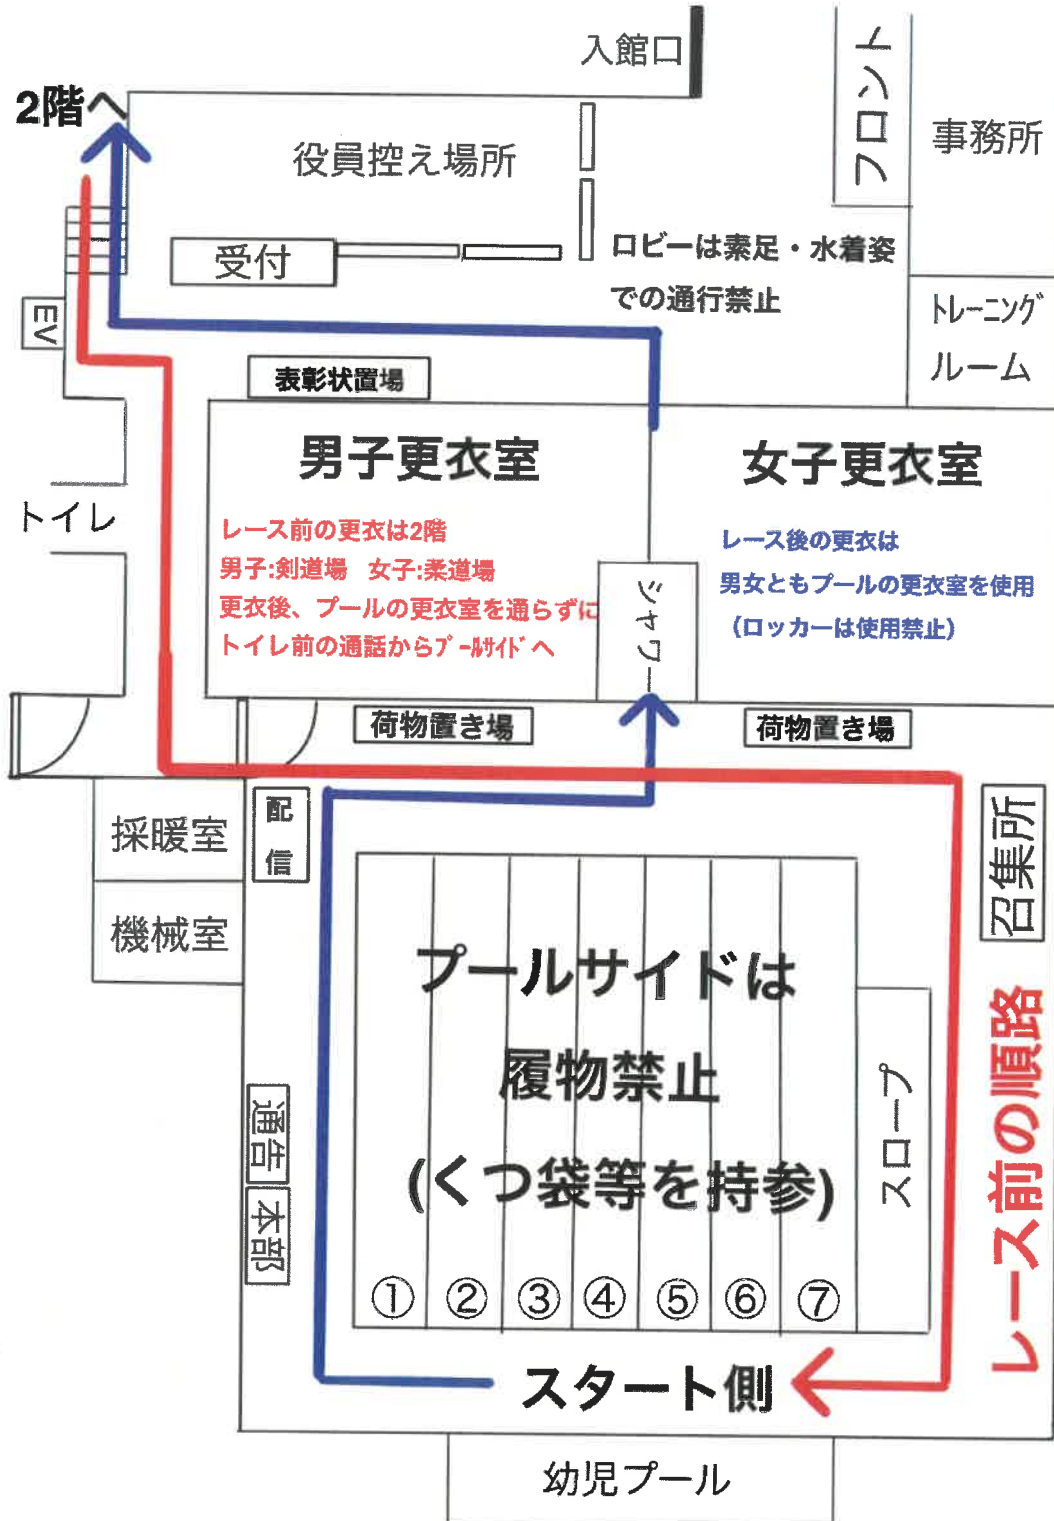 入館口
フロント
事務所
2階へ
役員控え場所
受付
ロビーは素足・水着姿
での通行禁止
EV
トレーニング
ルーム
表彰状置場
男子更衣室
女子更衣室
トイレ
レース前の更衣は2階
男子:剣道場 女子:柔道場
更衣後、プールの更衣室を通らずに
トイレ前の通話からプールサイドへ
レース後の更衣は
男女ともプールの更衣室を使用
(ロッカーは使用禁止)
シャワー
荷物置き場
荷物置き場
配信
採暖室
機械室
召集所
プールサイドは
履物禁止
(くつ袋等を持参)
スロープ
レース前の順路
通告
本部
① ② ③ ④ ⑤ ⑥ ⑦
スタート側
幼児プール